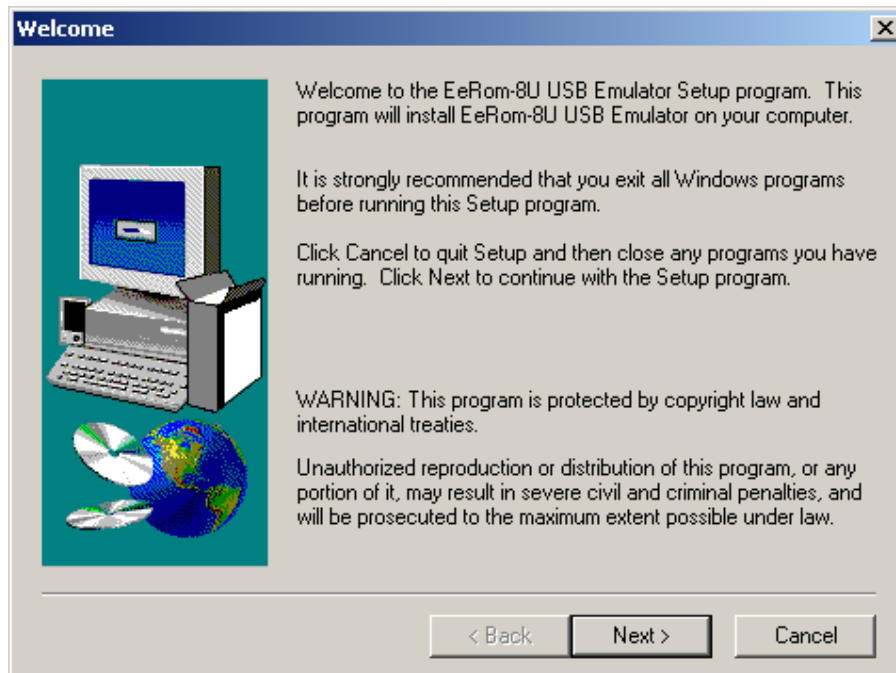 Welcome
Welcome to the EeRom-8U USB Emulator Setup program.  This
program will install EeRom-8U USB Emulator on your computer.
It is strongly recommended that you exit all Windows programs
before running this Setup program.
Click Cancel to quit Setup and then close any programs you have
running.  Click Next to continue with the Setup program.
WARNING: This program is protected by copyright law and
international treaties.
Unauthorized reproduction or distribution of this program, or any
portion of it, may result in severe civil and criminal penalties, and
will be prosecuted to the maximum extent possible under law.
< Back
Next >
Cancel